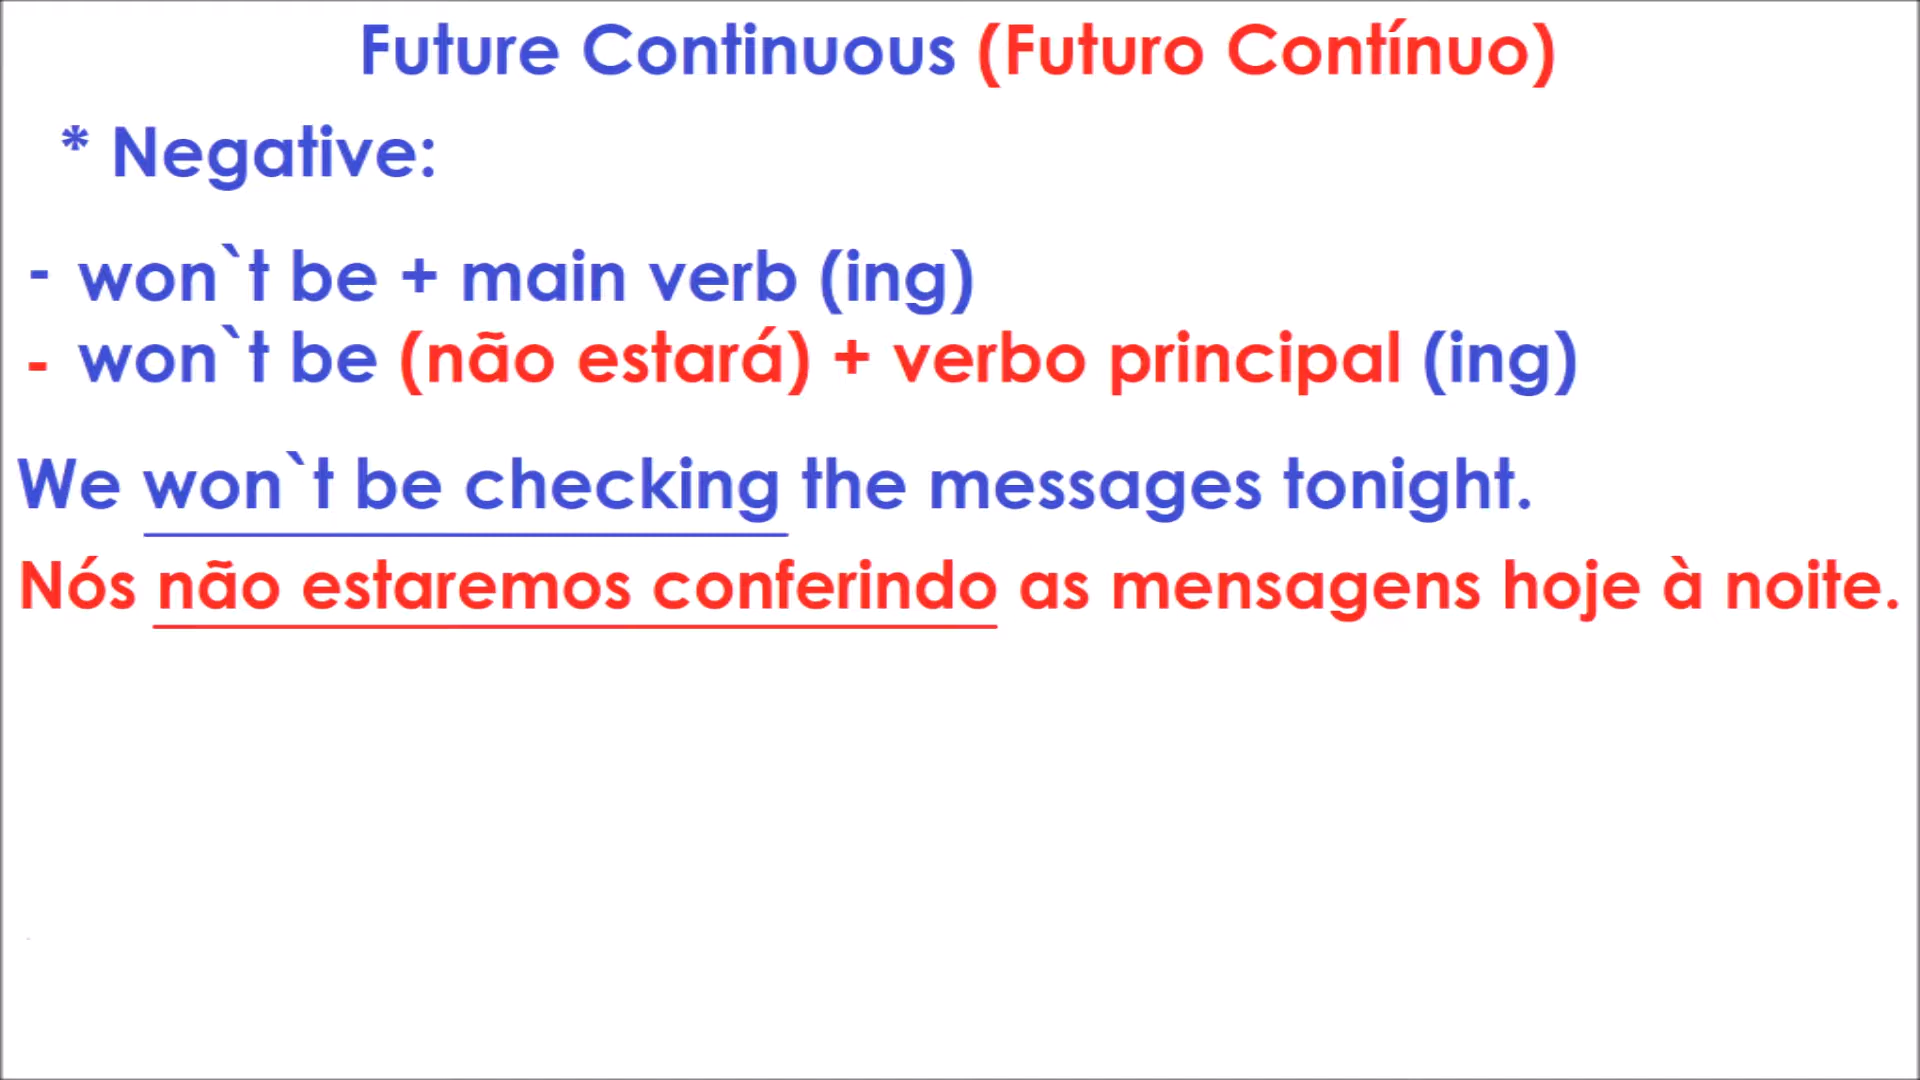 Future Continuous (Futuro Contínuo)
* Negative:
- won`t be + main verb (ing)
- won`t be (não estará) + verbo principal (ing)
We won`t be checking the messages tonight.
Nós não estaremos conferindo as mensagens hoje à noite.